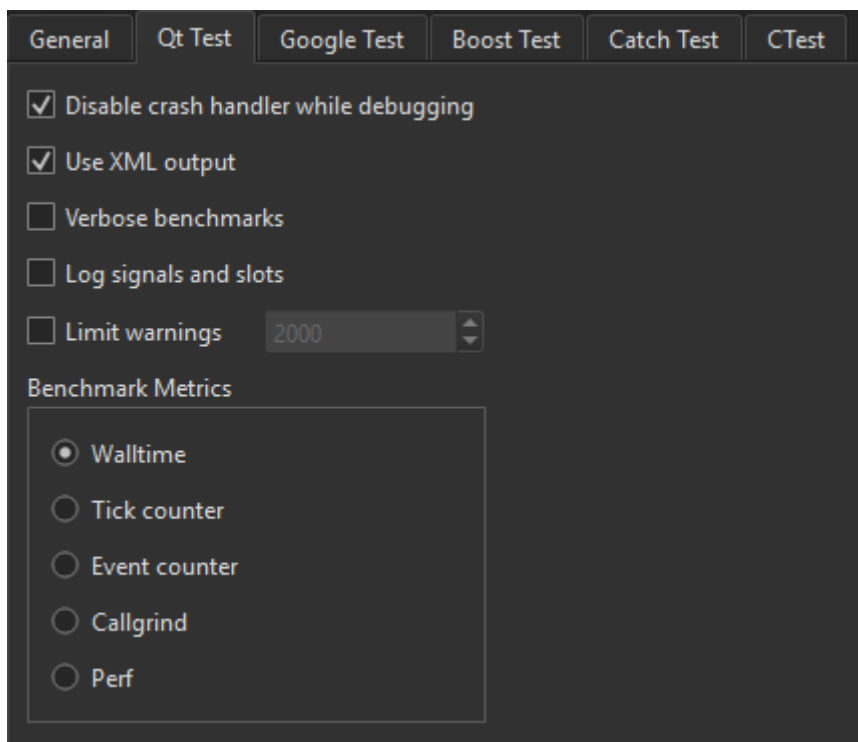 General Qt Test Google Test Boost Test Catch Test CTest
Disable crash handler while debugging
Use XML output
Verbose benchmarks
Log signals and slots
Limit warnings 2000
Benchmark Metrics
Walltime
Tick counter
Event counter
Callgrind
Perf